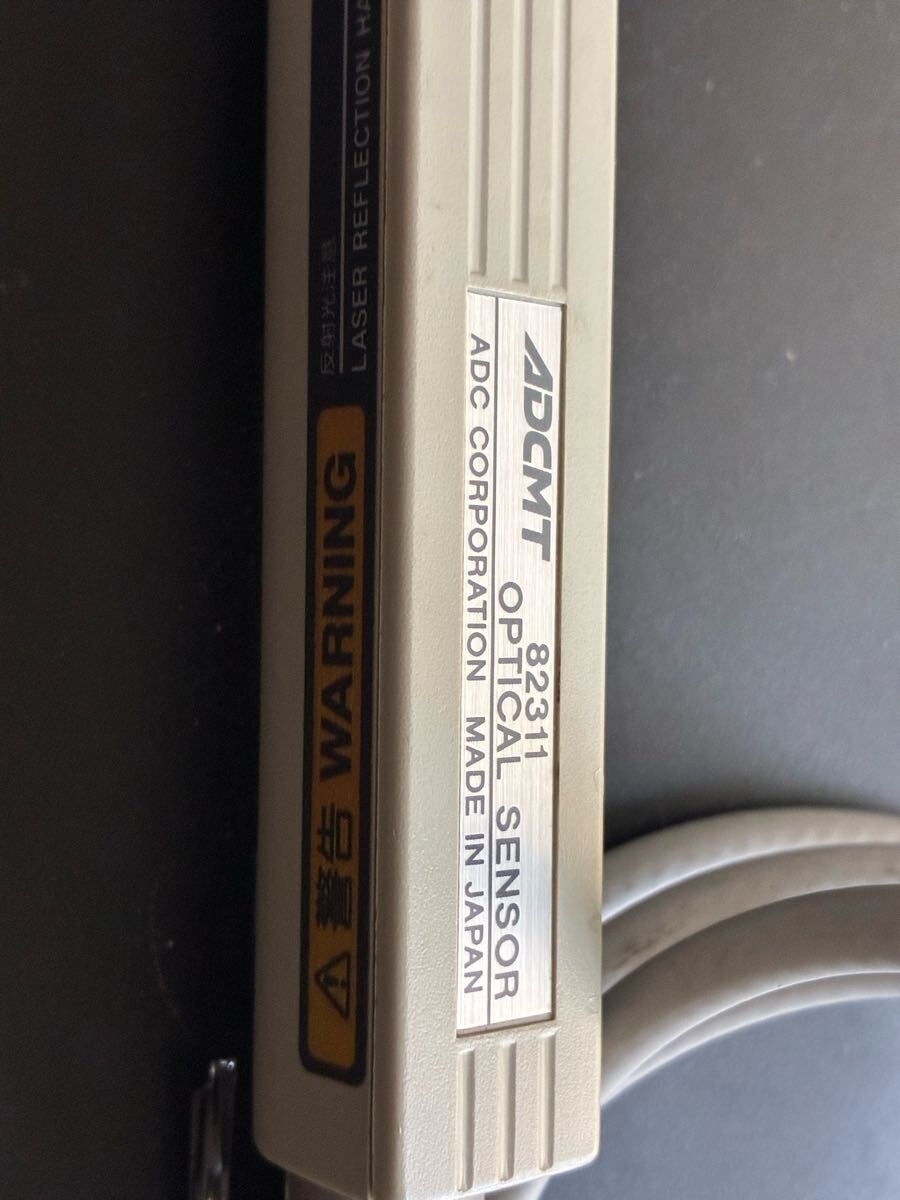 ADCMT
82311
OPTICAL SENSOR
ADC CORPORATION MADE IN JAPAN
警告 WARNING
反射光注意
LASER REFLECTION